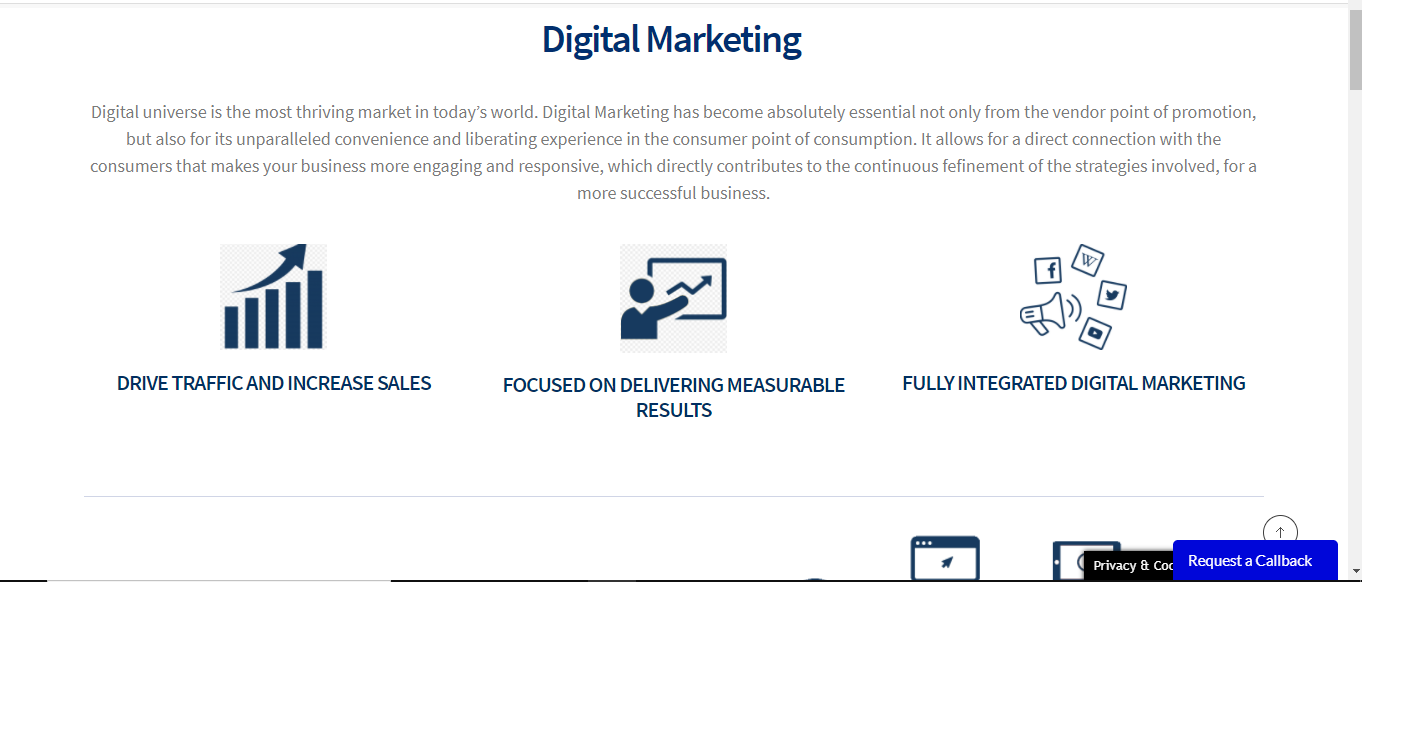 Digital Marketing
Digital universe is the most thriving market in today’s world. Digital Marketing has become absolutely essential not only from the vendor point of promotion,
but also for its unparalleled convenience and liberating experience in the consumer point of consumption. It allows for a direct connection with the
consumers that makes your business more engaging and responsive, which directly contributes to the continuous fefinement of the strategies involved, for a
more successful business.
f
W
DRIVE TRAFFIC AND INCREASE SALES
FOCUSED ON DELIVERING MEASURABLE
RESULTS
FULLY INTEGRATED DIGITAL MARKETING
Privacy &
Request a Callback